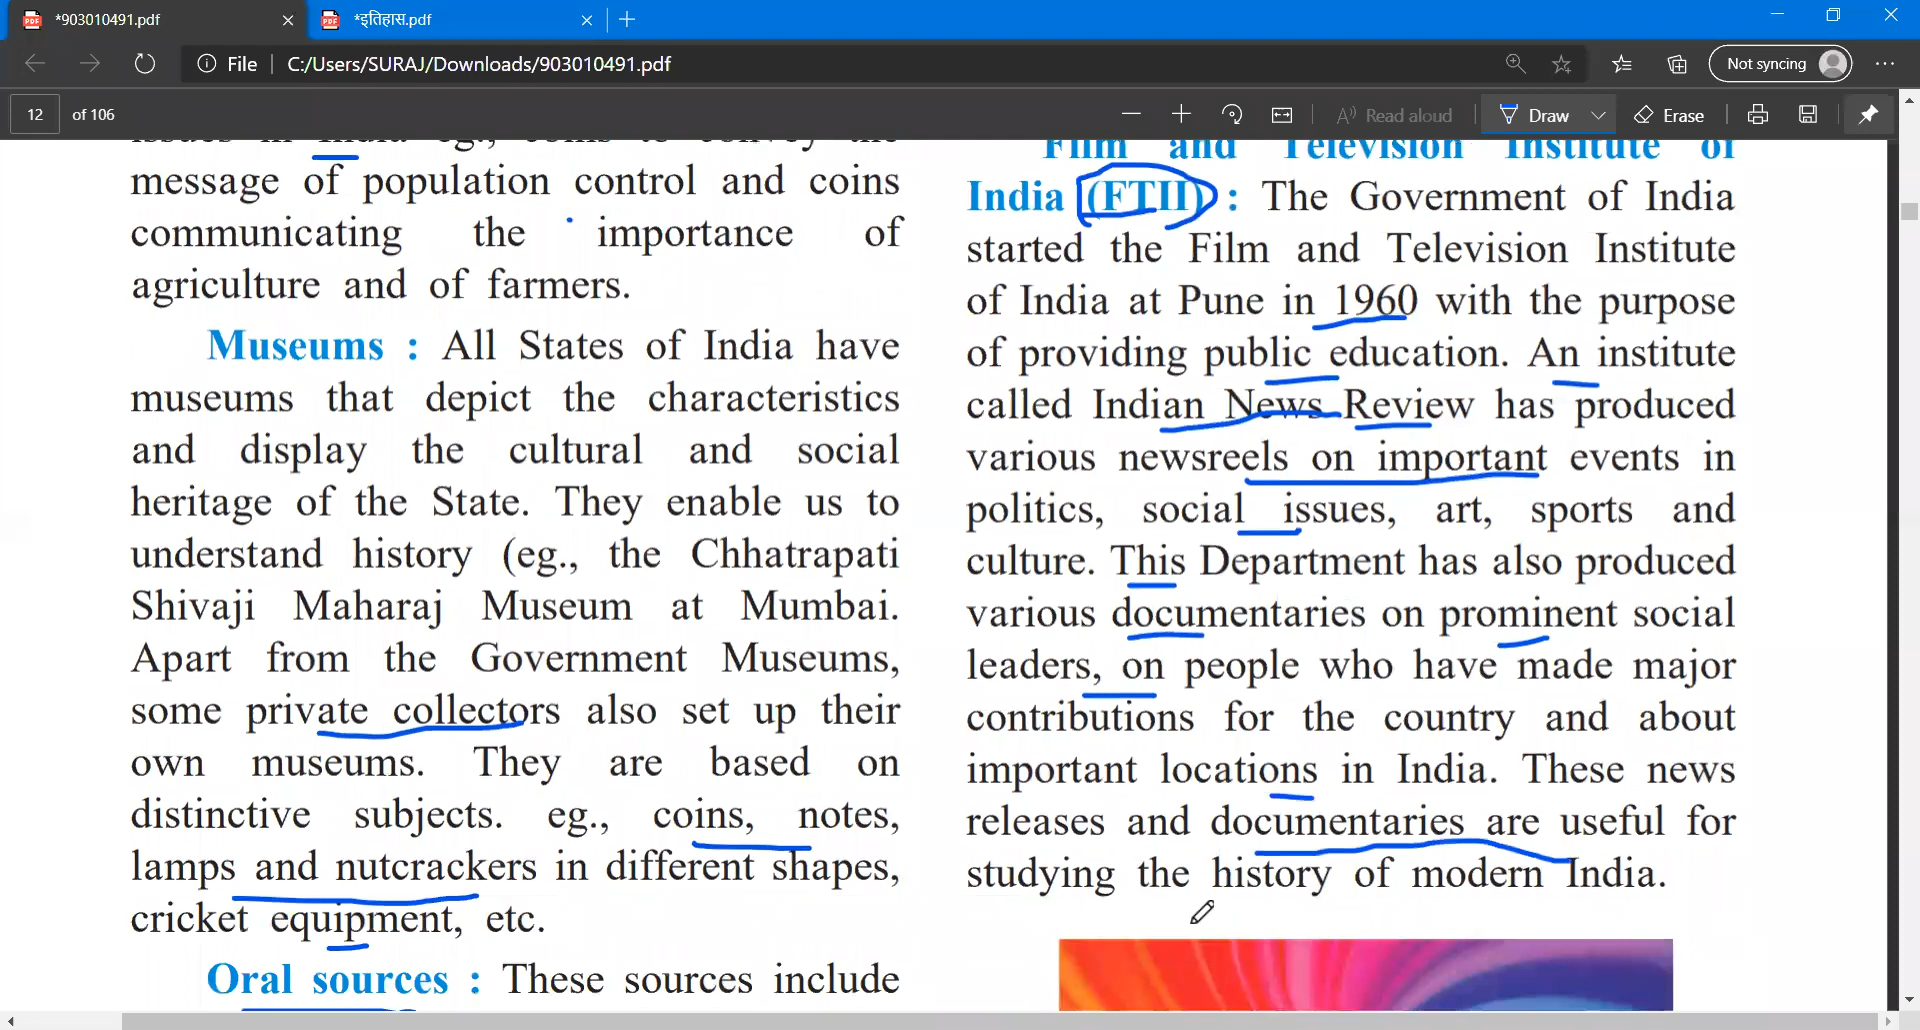 *903010491.pdf
*इतिहास.pdf
File
C:/Users/SURAJ/Downloads/903010491.pdf
Not syncing
12 of 106
Read aloud
Draw
Erase
message of population control and coins
communicating the importance of
agriculture and of farmers.
Museums : All States of India have
museums that depict the characteristics
and display the cultural and social
heritage of the State. They enable us to
understand history (eg., the Chhatrapati
Shivaji Maharaj Museum at Mumbai.
Apart from the Government Museums,
some private collectors also set up their
own museums. They are based on
distinctive subjects. eg., coins, notes,
lamps and nutcrackers in different shapes,
cricket equipment, etc.
Oral sources : These sources include
Film and Television Institute of
India (FTII) : The Government of India
started the Film and Television Institute
of India at Pune in 1960 with the purpose
of providing public education. An institute
called Indian News Review has produced
various newsreels on important events in
politics, social issues, art, sports and
culture. This Department has also produced
various documentaries on prominent social
leaders, on people who have made major
contributions for the country and about
important locations in India. These news
releases and documentaries are useful for
studying the history of modern India.